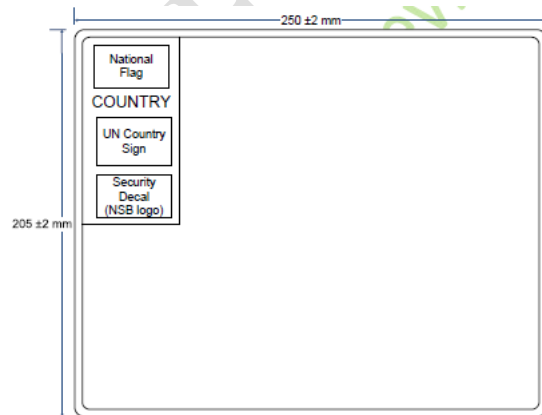 250 ±2 mm
National
Flag
COUNTRY
UN Country
Sign
Security
Decal
(NSB logo)
205 ±2 mm